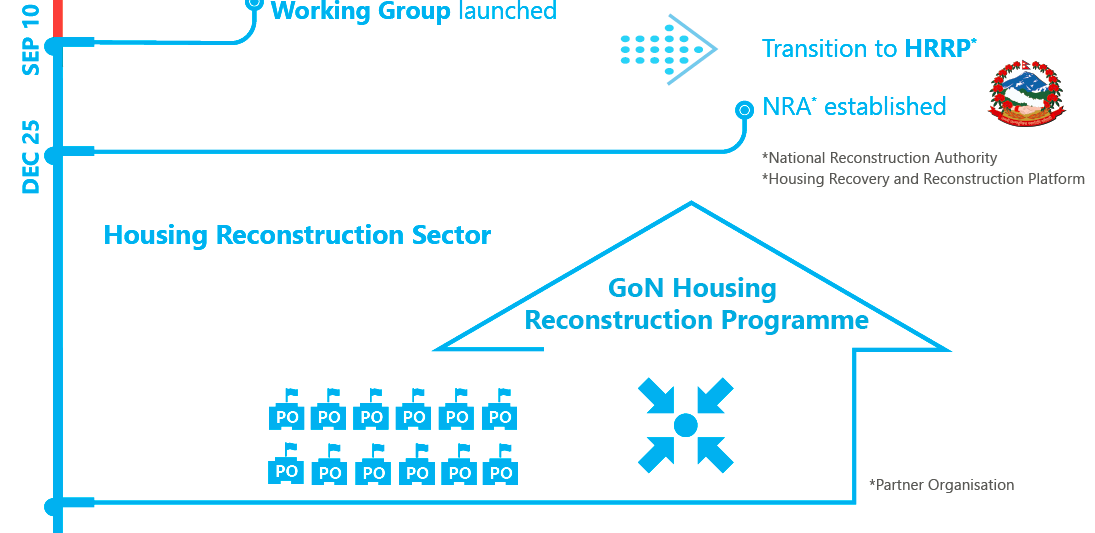 Working Group launched
SEP 10
Transition to HRRP*
NRA* established
DEC 25
*National Reconstruction Authority
*Housing Recovery and Reconstruction Platform
Housing Reconstruction Sector
GoN Housing
Reconstruction Programme
PO PO PO PO PO PO
PO PO PO PO PO PO
*Partner Organisation